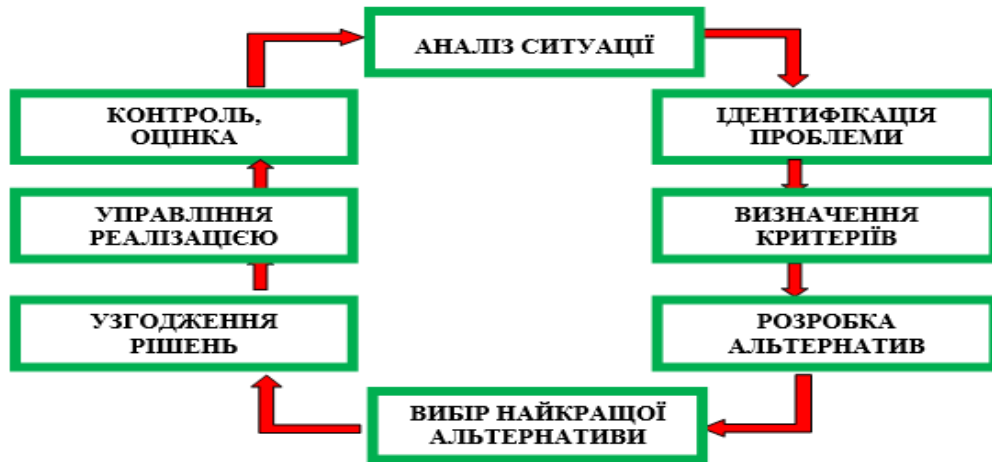 АНАЛІЗ СИТУАЦІЇ
ІДЕНТИФІКАЦІЯ
ПРОБЛЕМИ
ВИЗНАЧЕННЯ
КРИТЕРІЇВ
РОЗРОБКА
АЛЬТЕРНАТИВ
ВИБІР НАЙКРАЩОЇ
АЛЬТЕРНАТИВИ
УЗГОДЖЕННЯ
РІШЕНЬ
УПРАВЛІННЯ
РЕАЛІЗАЦІЄЮ
КОНТРОЛЬ,
ОЦІНКА